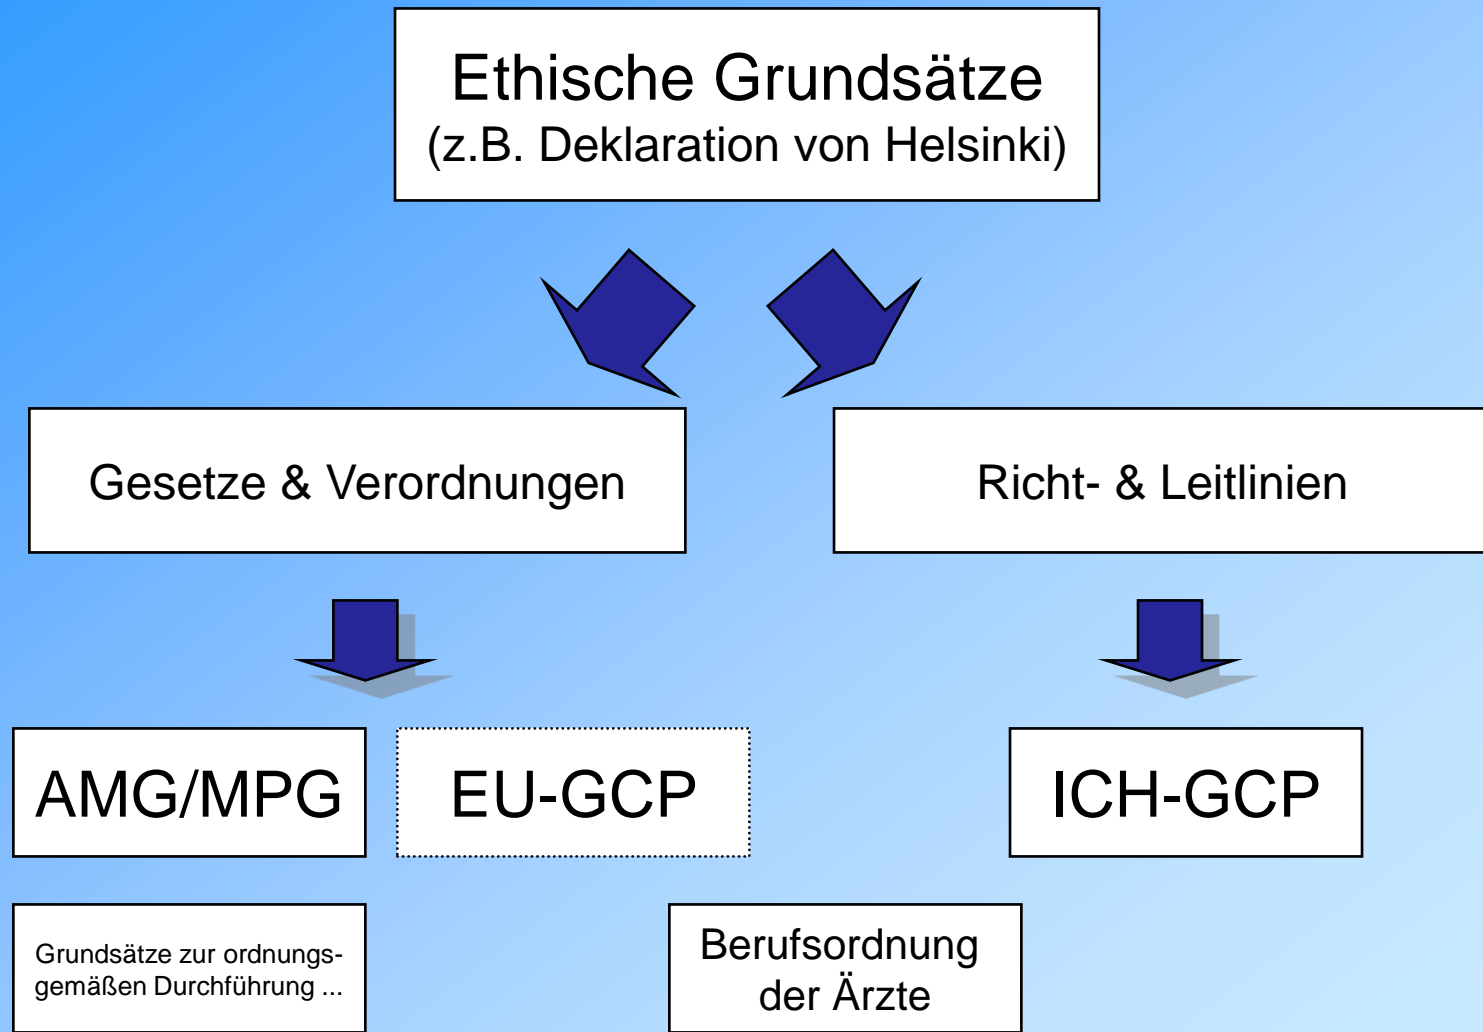 Ethische Grundsätze
(z.B. Deklaration von Helsinki)
Gesetze & Verordnungen
Richt- & Leitlinien
AMG/MPG
EU-GCP
ICH-GCP
Grundsätze zur ordnungs-
gemäßen Durchführung ...
Berufsordnung
der Ärzte